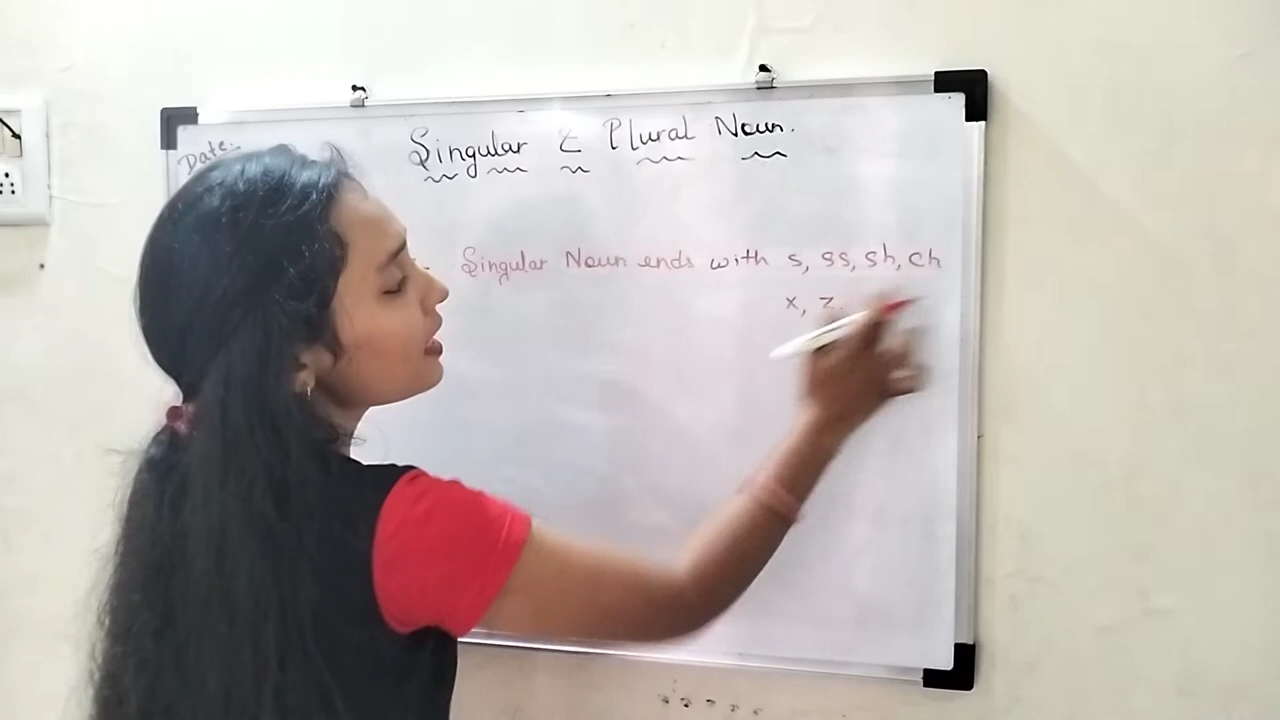 Singular & Plural Noun.
Date:
Singular Noun ends with s, ss, sh, ch
x, z.